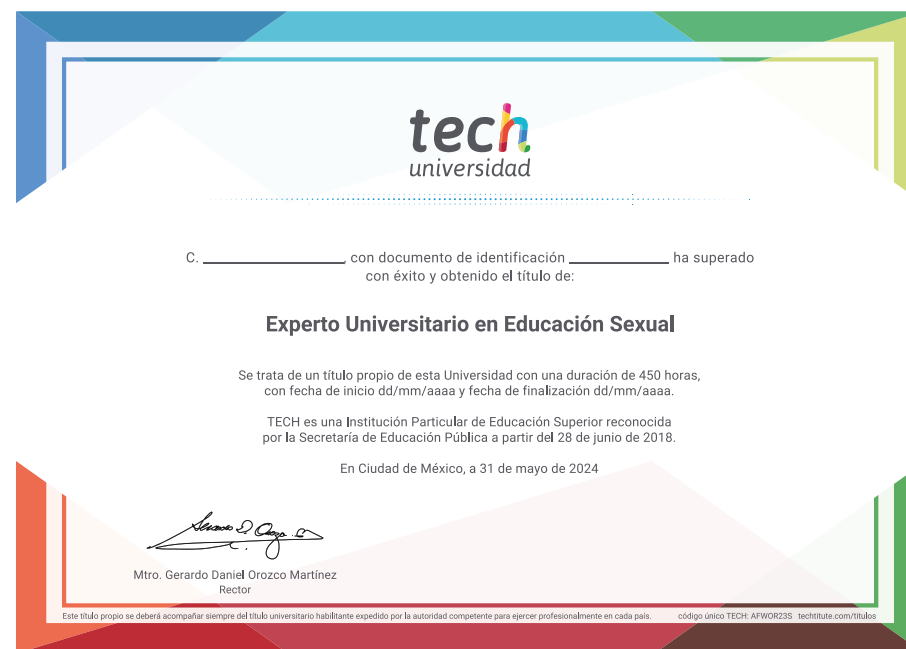 tech
universidad
C. ____________________, con documento de identificación ______________ ha superado
con éxito y obtenido el título de:
Experto Universitario en Educación Sexual
Se trata de un título propio de esta Universidad con una duración de 450 horas,
con fecha de inicio dd/mm/aaaa y fecha de finalización dd/mm/aaaa.
TECH es una Institución Particular de Educación Superior reconocida
por la Secretaría de Educación Pública a partir del 28 de junio de 2018.
En Ciudad de México, a 31 de mayo de 2024
Mtro. Gerardo Daniel Orozco Martínez
Rector
Este título propio se deberá acompañar siempre del título universitario habilitante expedido por la autoridad competente para ejercer profesionalmente en cada país. código único TECH: AFWOR23S techtitute.com/titulos